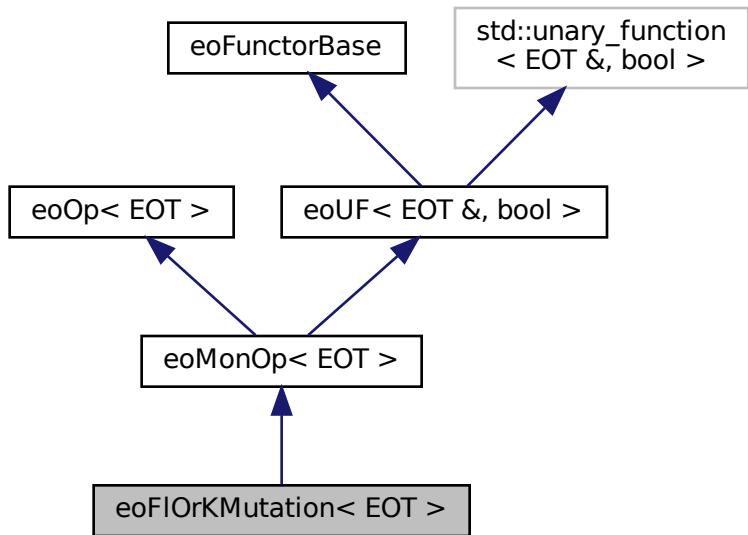 std::unary_function
< EOT &, bool >
eoFunctorBase
eoOp< EOT >
eoUF< EOT &, bool >
eoMonOp< EOT >
eoFlOrKMutation< EOT >